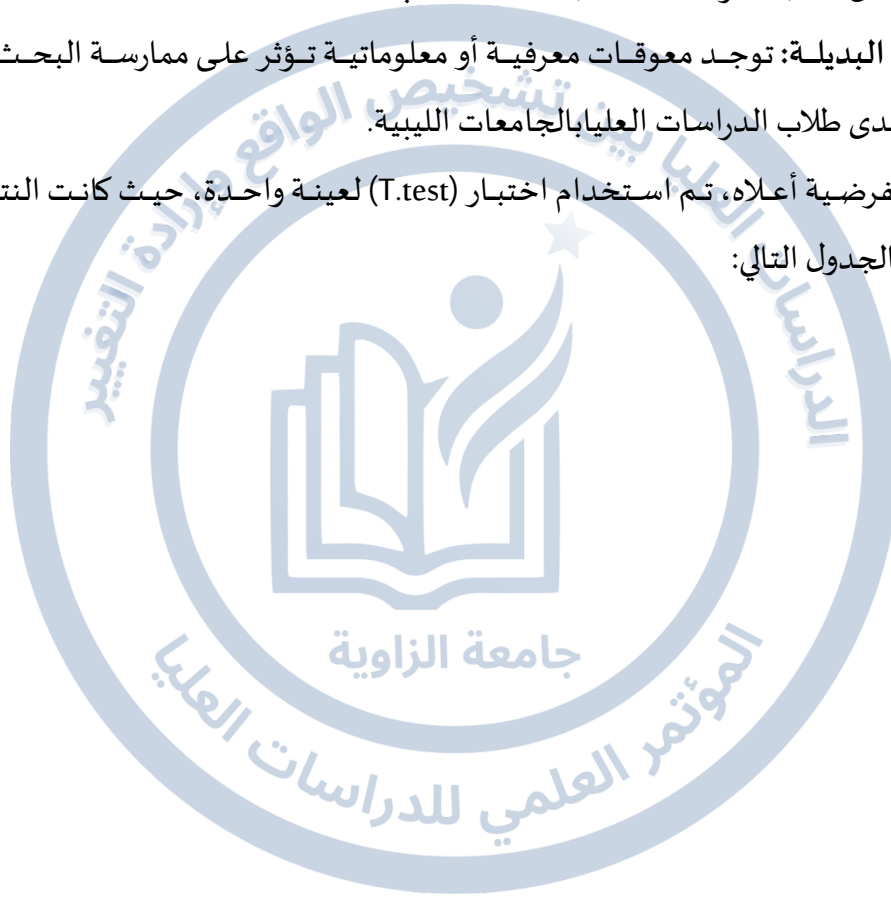 البديلة: توجد معوقات معرفية أو معلوماتية تؤثر على ممارسة البحث
دى طلاب الدراسات العليابالجامعات الليبية.
فرضية أعلاه، تم استخدام اختبار (T.test) لعينة واحدة، حيث كانت النت
الجدول التالي:
الدراسات العليا بين تشخيص الواقع وإرادة التغيير
جامعة الزاوية
المؤتمر العلمي للدراسات العليا